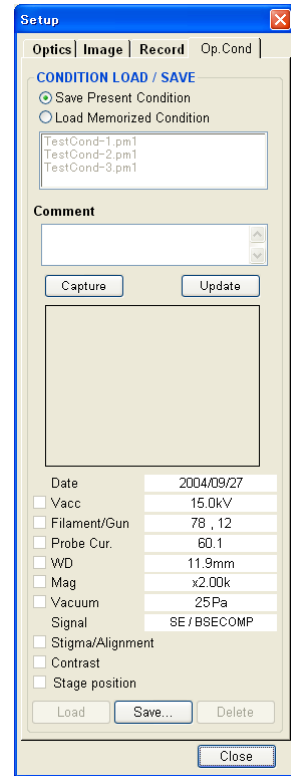 Setup
Optics Image Record Op.Cond
CONDITION LOAD / SAVE
Save Present Condition
Load Memorized Condition
TestCond-1.pm1
TestCond-2.pm1
TestCond-3.pm1
Comment
Capture Update
Date 2004/09/27
Vacc 15.0kV
Filament/Gun 78 , 12
Probe Cur. 60.1
WD 11.9mm
Mag x2.00k
Vacuum 25Pa
Signal SE / BSECOMP
Stigma/Alignment
Contrast
Stage position
Load Save... Delete
Close